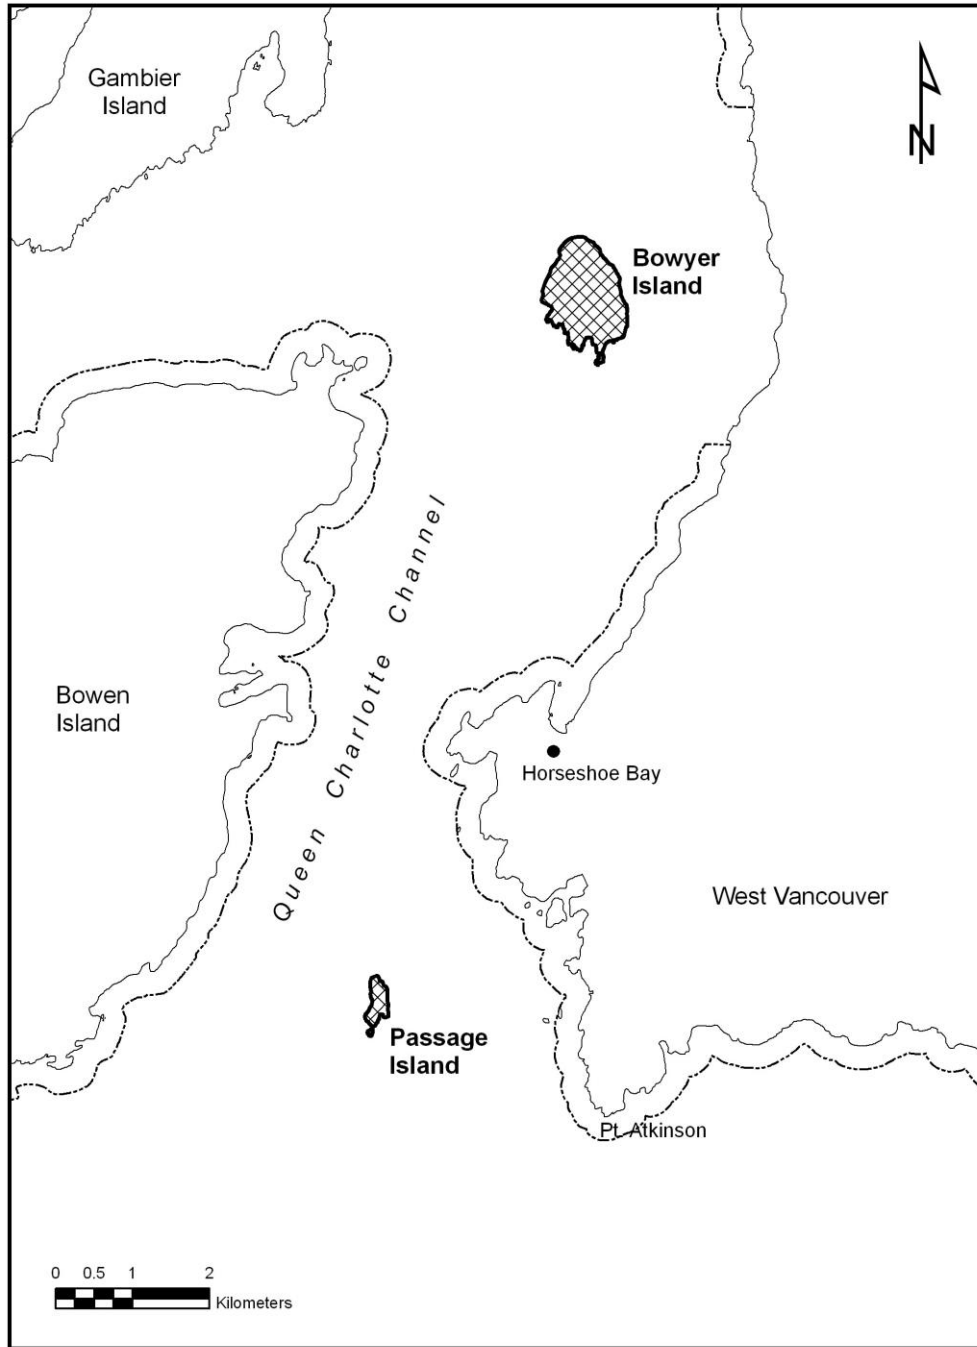 Gambier
Island
N
Bowyer
Island
Queen Charlotte Channel
Bowen
Island
Horseshoe Bay
West Vancouver
Passage
Island
Pt. Atkinson
0 0.5 1 2
Kilometers